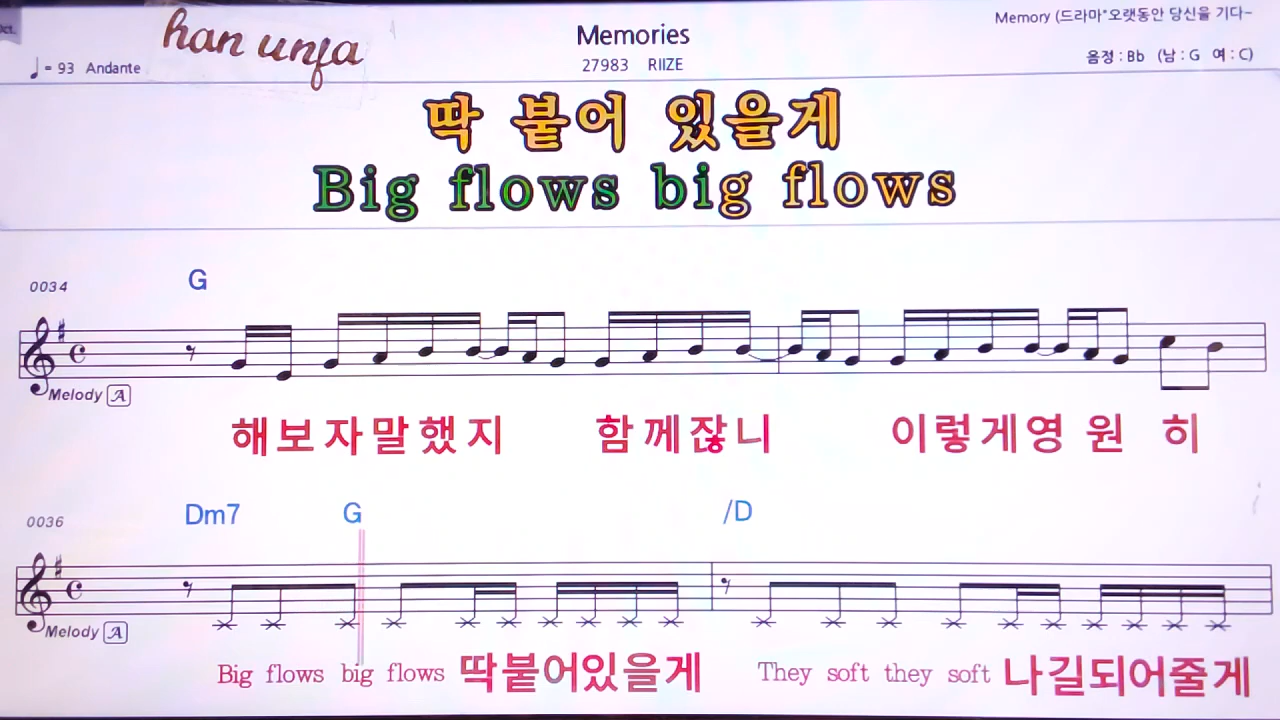 Oct.
han unfa
Memories
Memory (드라마"오랫동안 당신을 기다~
= 93 Andante
27983 RIIZE
음정 : Bb (남 : G 여 : C)
딱 붙어 있을게
Big flows big flows
0034 G
Melody A
해보자말했지 함께잖니 이렇게영원 히
0036 Dm7 G /D
Melody A
Big flows big flows 딱붙어있을게 They soft they soft 나길되어줄게